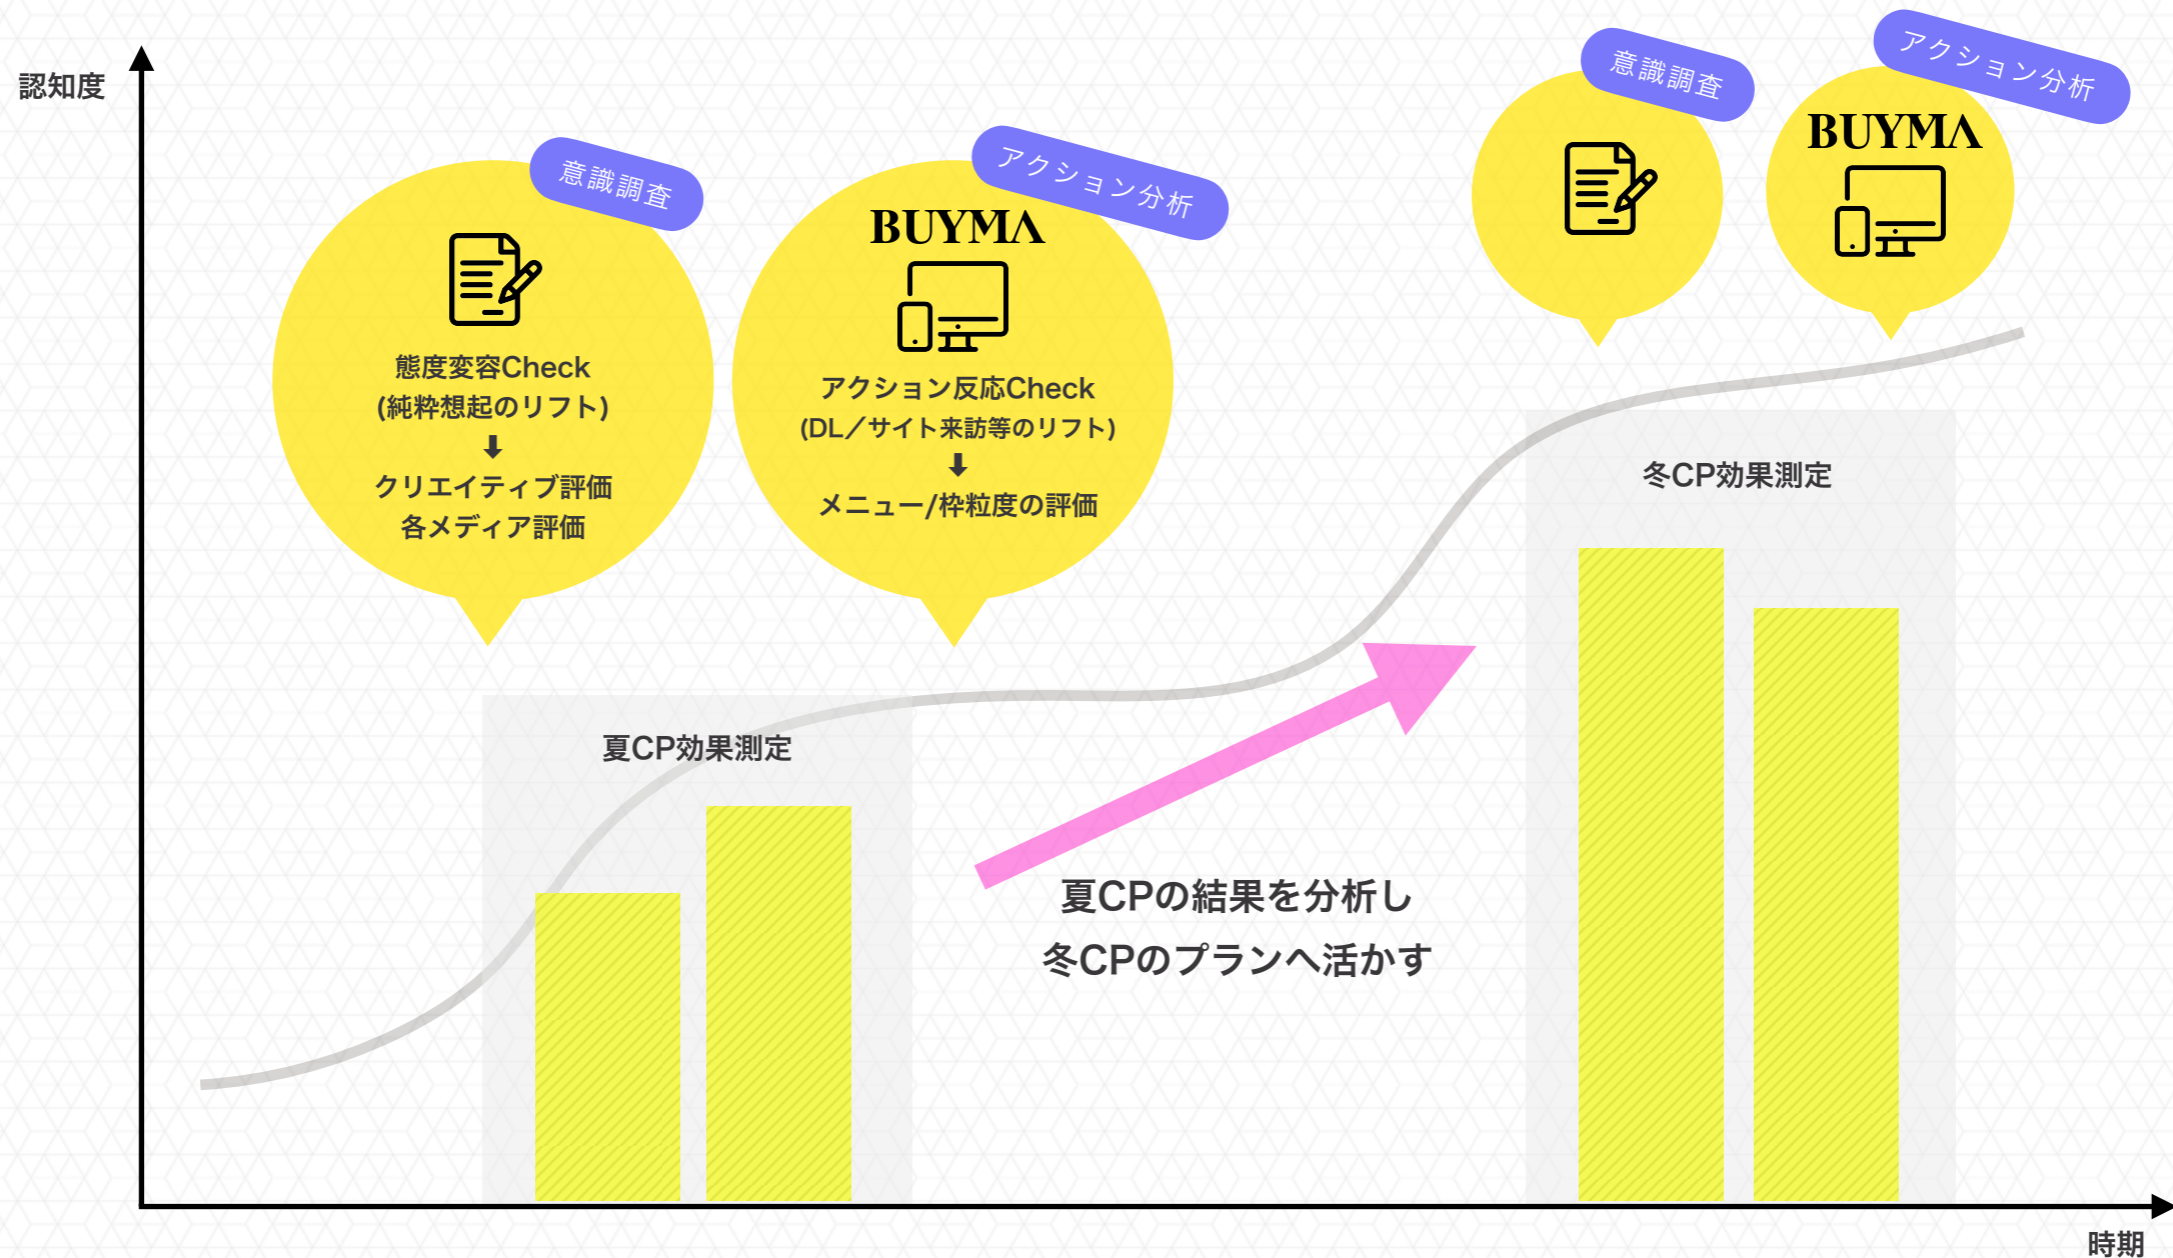 認知度
意識調査
態度変容Check
(純粋想起のリフト)
⬇
クリエイティブ評価
各メディア評価
アクション分析
BUYMA
アクション反応Check
(DL／サイト来訪等のリフト)
⬇
メニュー/枠粒度の評価
意識調査
アクション分析
BUYMA
夏CP効果測定
冬CP効果測定
夏CPの結果を分析し
冬CPのプランへ活かす
時期